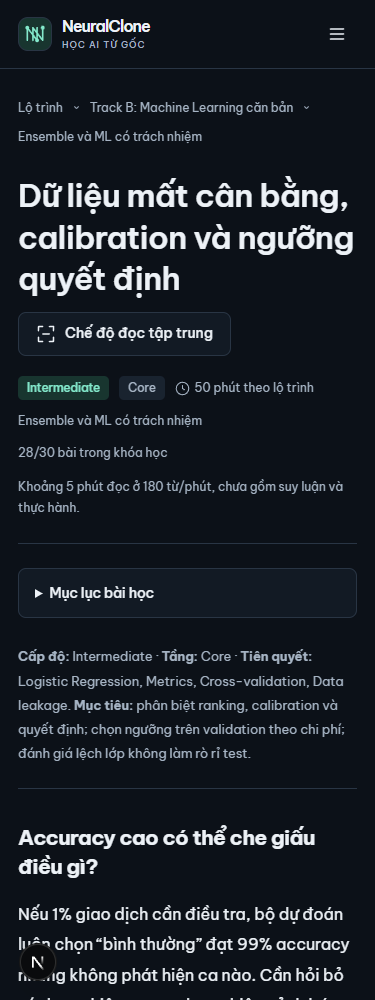 NeuralClone
HỌC AI TỪ GỐC
Lộ trình
Track B: Machine Learning căn bản
Ensemble và ML có trách nhiệm
Dữ liệu mất cân bằng,
calibration và ngưỡng
quyết định
Chế độ đọc tập trung
Intermediate Core 50 phút theo lộ trình
Ensemble và ML có trách nhiệm
28/30 bài trong khóa học
Khoảng 5 phút đọc ở 180 từ/phút, chưa gồm suy luận và
thực hành.
Mục lục bài học
Cấp độ: Intermediate · Tầng: Core · Tiên quyết:
Logistic Regression, Metrics, Cross-validation, Data
leakage. Mục tiêu: phân biệt ranking, calibration và
quyết định; chọn ngưỡng trên validation theo chi phí;
đánh giá lệch lớp không làm rò rỉ test.
Accuracy cao có thể che giấu
điều gì?
Nếu 1% giao dịch cần điều tra, bộ dự đoán
chọn “bình thường” đạt 99% accuracy
không phát hiện ca nào. Cần hỏi bỏ
N